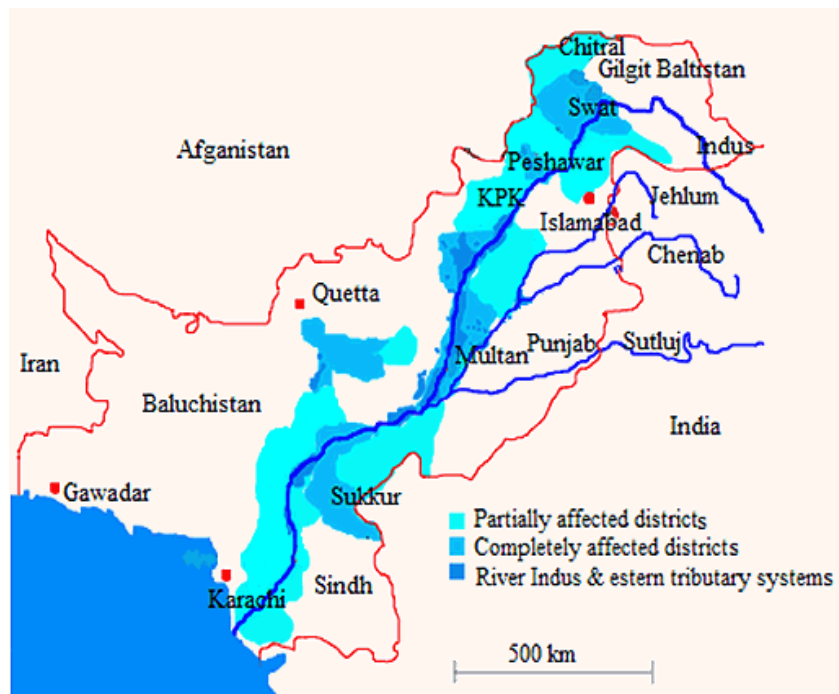 Chitral
Gilgit Baltistan
Swat
Afganistan
Indus
Peshawar
Jehlum
KPK
Islamabad
Chenab
Quetta
Multan
Punjab
Sutluj
Iran
Baluchistan
India
Gawadar
Sukkur
Partially affected districts
Completely affected districts
River Indus & estern tributary systems
Sindh
Karachi
500 km